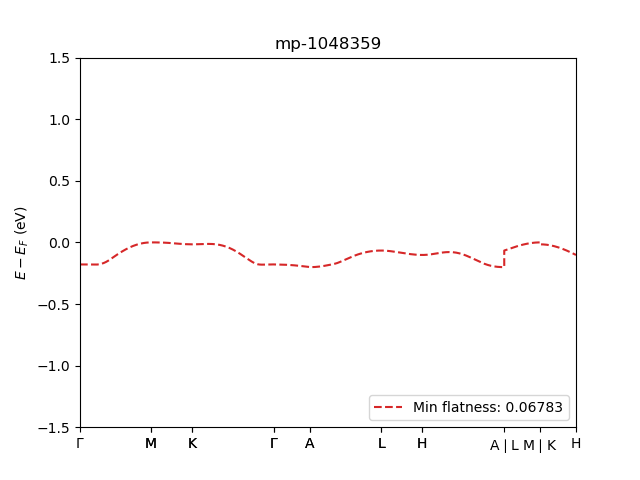 mp-1048359
E − E_F (eV)
1.5
1.0
0.5
0.0
−0.5
−1.0
−1.5
Min flatness: 0.06783
Γ M K Γ A L H A | L M | K H